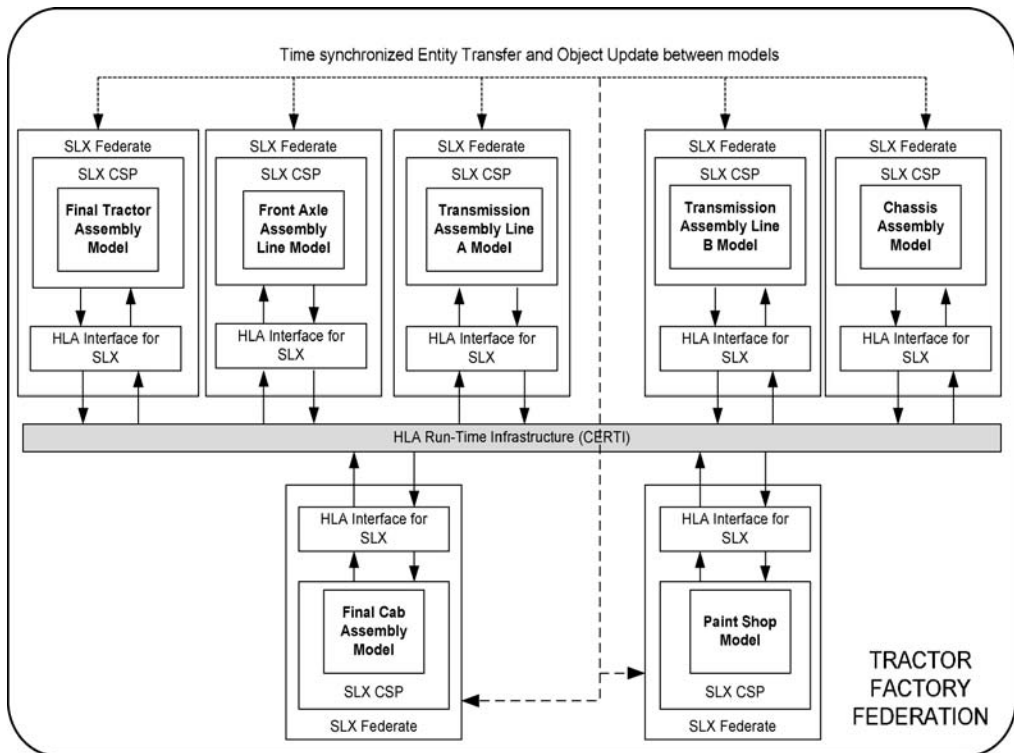 Time synchronized Entity Transfer and Object Update between models
SLX Federate
SLX CSP
Final Tractor
Assembly
Model
HLA Interface for
SLX
SLX Federate
SLX CSP
Front Axle
Assembly
Line Model
HLA Interface for
SLX
SLX Federate
SLX CSP
Transmission
Assembly Line
A Model
HLA Interface for
SLX
SLX Federate
SLX CSP
Transmission
Assembly Line
B Model
HLA Interface for
SLX
SLX Federate
SLX CSP
Chassis
Assembly
Model
HLA Interface for
SLX
HLA Run-Time Infrastructure (CERTI)
HLA Interface for
SLX
Final Cab
Assembly
Model
SLX CSP
SLX Federate
HLA Interface for
SLX
Paint Shop
Model
SLX CSP
SLX Federate
TRACTOR
FACTORY
FEDERATION